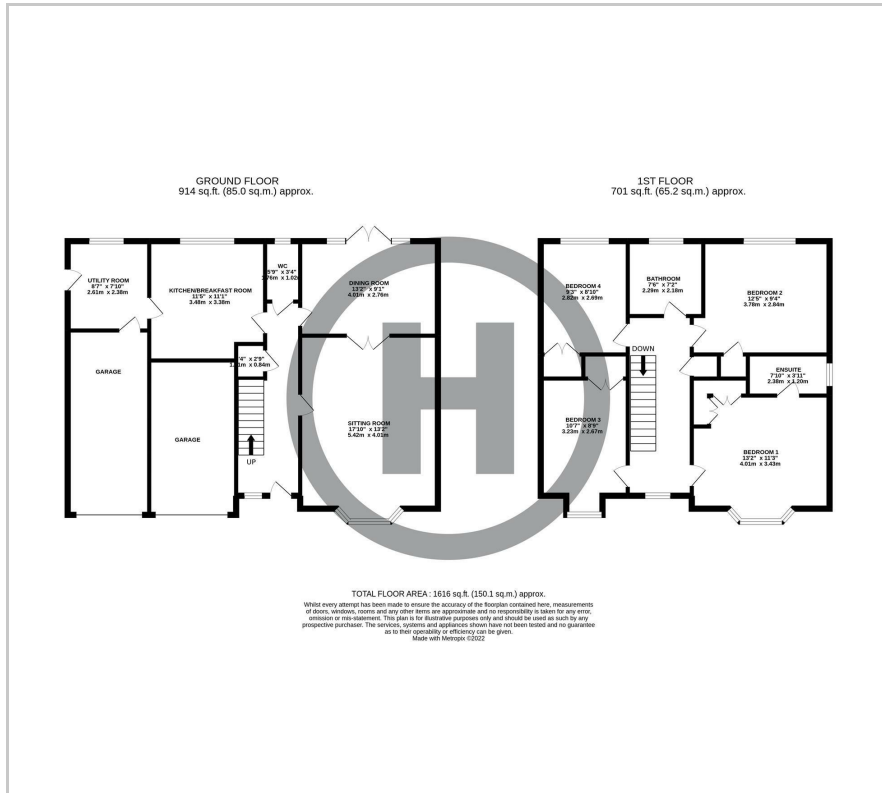 GROUND FLOOR
914 sq.ft. (85.0 sq.m.) approx.
UTILITY ROOM
8'7" x 7'10"
2.61m x 2.38m
KITCHEN/BREAKFAST ROOM
11'5" x 11'1"
3.48m x 3.38m
WC
5'9" x 3'4"
1.76m x 1.02m
DINING ROOM
13'2" x 9'1"
4.01m x 2.76m
GARAGE
GARAGE
x 2'9"
x 0.84m
UP
SITTING ROOM
17'10" x 13'2"
5.42m x 4.01m
1ST FLOOR
701 sq.ft. (65.2 sq.m.) approx.
BEDROOM 4
9'3" x 8'10"
2.82m x 2.69m
BATHROOM
7'6" x 7'2"
2.29m x 2.18m
BEDROOM 2
12'5" x 9'4"
3.78m x 2.84m
DOWN
ENSUITE
7'10" x 3'11"
2.38m x 1.20m
BEDROOM 3
10'7" x 8'9"
3.23m x 2.67m
BEDROOM 1
13'2" x 11'3"
4.01m x 3.43m
H
TOTAL FLOOR AREA : 1616 sq.ft. (150.1 sq.m.) approx.
Whilst every attempt has been made to ensure the accuracy of the floorplan contained here, measurements
of doors, windows, rooms and any other items are approximate and no responsibility is taken for any error,
omission or mis-statement. This plan is for illustrative purposes only and should be used as such by any
prospective purchaser. The services, systems and appliances shown have not been tested and no guarantee
as to their operability or efficiency can be given.
Made with Metropix ©2022